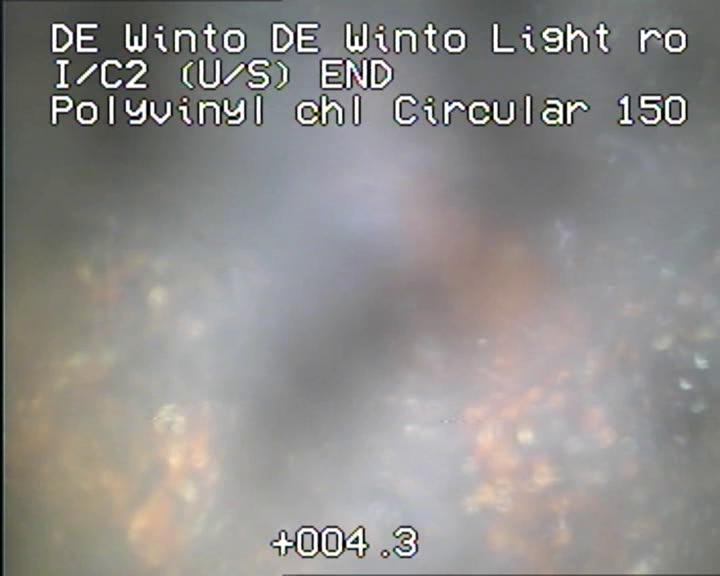 DE Winto DE Winto Light ro
I/C2 (U/S) END
Polyvinyl chl Circular 150
+004.3